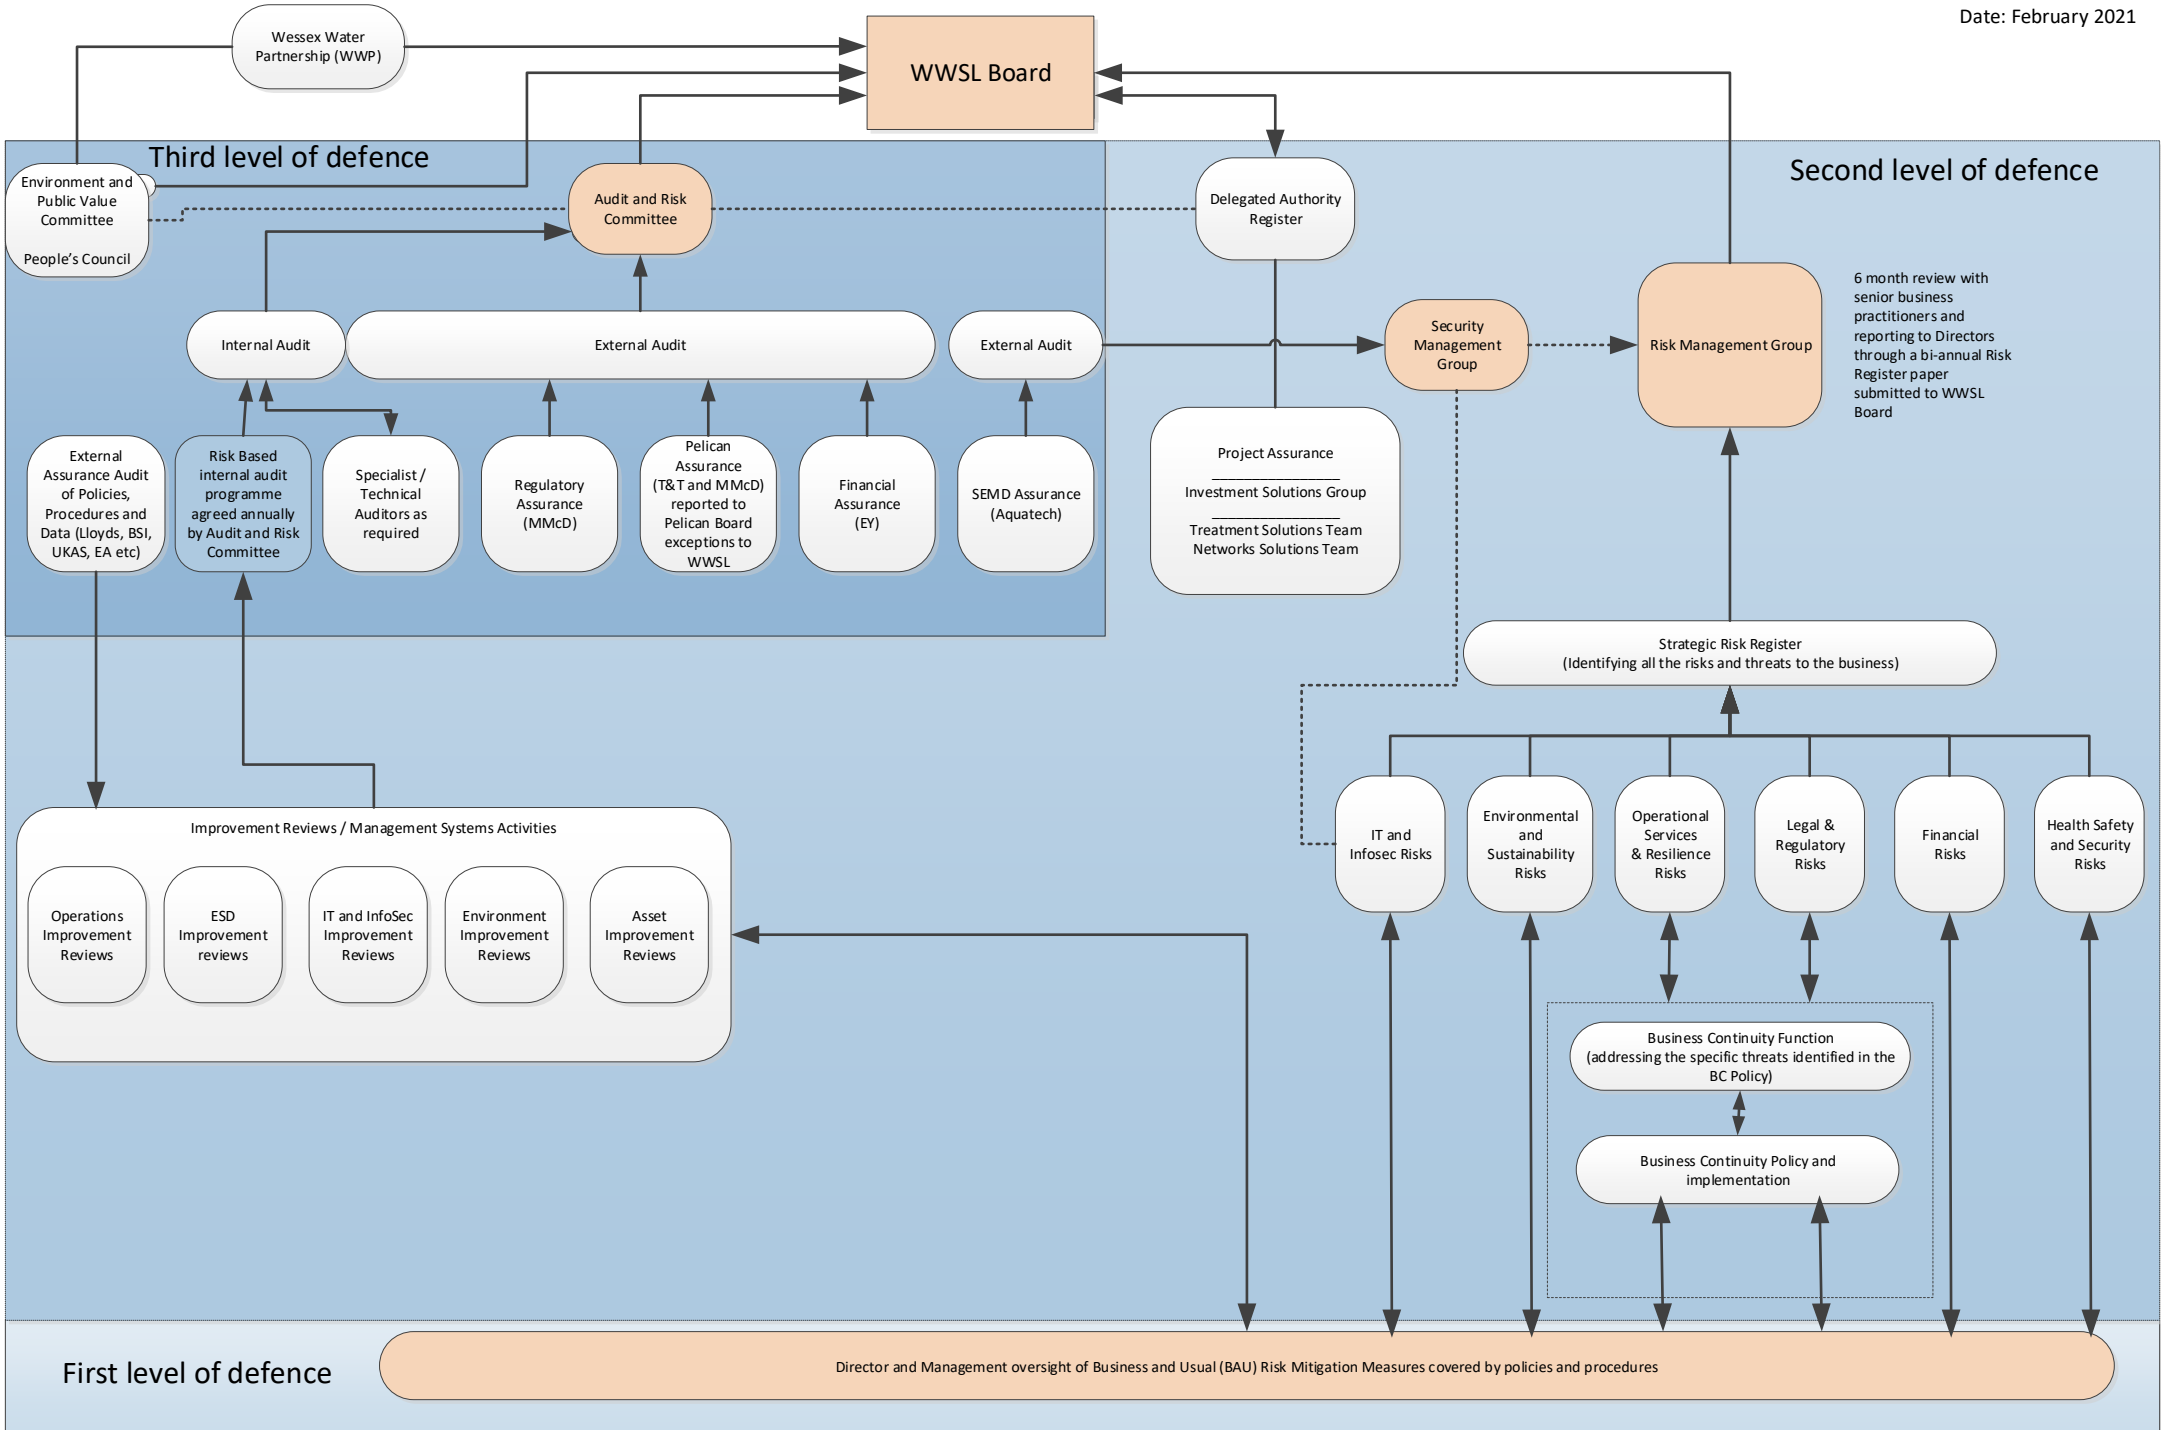 Date: February 2021
Wessex Water
Partnership (WWP)
WWSL Board
Third level of defence
Second level of defence
Environment and
Public Value
Committee
People’s Council
Audit and Risk
Committee
Delegated Authority
Register
6 month review with
senior business
practitioners and
reporting to Directors
through a bi-annual Risk
Register paper
submitted to WWSL
Board
Internal Audit
External Audit
External Audit
Security
Management
Group
Risk Management Group
External
Assurance Audit
of Policies,
Procedures and
Data (Lloyds, BSI,
UKAS, EA etc)
Risk Based
internal audit
programme
agreed annually
by Audit and Risk
Committee
Specialist /
Technical
Auditors as
required
Regulatory
Assurance
(MMcD)
Pelican
Assurance
(T&T and MMcD)
reported to
Pelican Board
exceptions to
WWSL
Financial
Assurance
(EY)
SEMD Assurance
(Aquatech)
Project Assurance
________________
Investment Solutions Group
________________
Treatment Solutions Team
Networks Solutions Team
Strategic Risk Register
(Identifying all the risks and threats to the business)
IT and
Infosec Risks
Environmental
and
Sustainability
Risks
Operational
Services
& Resilience
Risks
Legal &
Regulatory
Risks
Financial
Risks
Health Safety
and Security
Risks
Improvement Reviews / Management Systems Activities
Operations
Improvement
Reviews
ESD
Improvement
reviews
IT and InfoSec
Improvement
Reviews
Environment
Improvement
Reviews
Asset
Improvement
Reviews
Business Continuity Function
(addressing the specific threats identified in the
BC Policy)
Business Continuity Policy and
implementation
First level of defence
Director and Management oversight of Business and Usual (BAU) Risk Mitigation Measures covered by policies and procedures